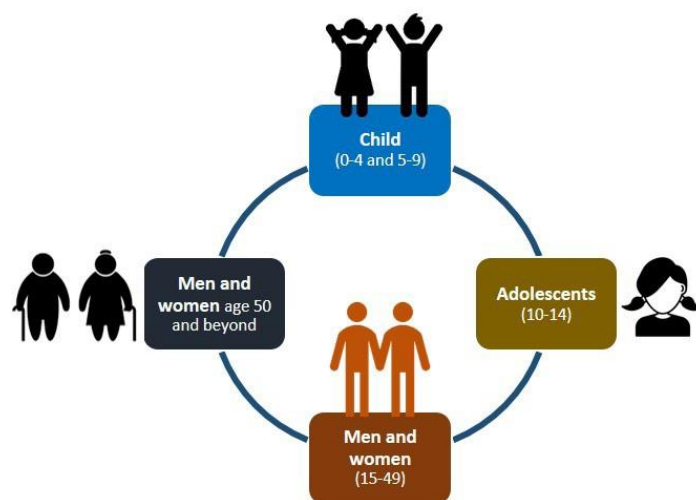 Child
(0-4 and 5-9)
Adolescents
(10-14)
Men and
women
(15-49)
Men and
women age 50
and beyond